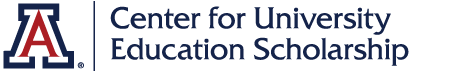 A ®
Center for University
Education Scholarship